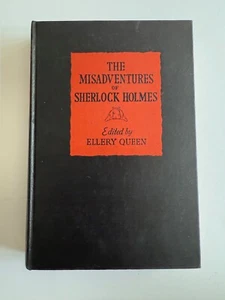 THE
MISADVENTURES
OF
SHERLOCK HOLMES
Edited by
ELLERY QUEEN